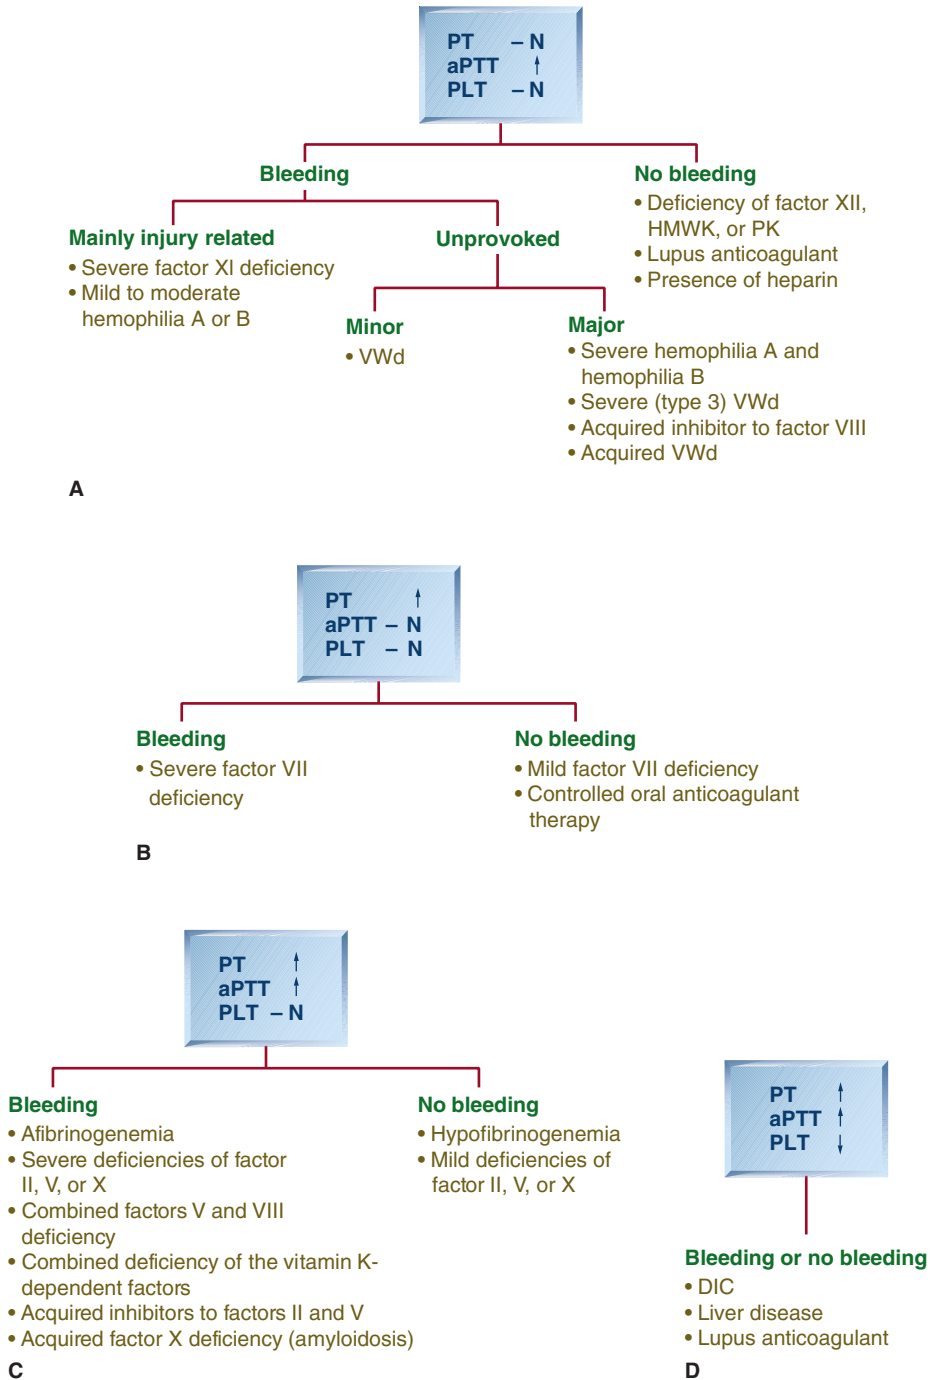 PT – N
aPTT ↑
PLT – N
Bleeding
No bleeding
• Deficiency of factor XII,
HMWK, or PK
• Lupus anticoagulant
• Presence of heparin
Mainly injury related
• Severe factor XI deficiency
• Mild to moderate
hemophilia A or B
Unprovoked
Minor
• VWd
Major
• Severe hemophilia A and
hemophilia B
• Severe (type 3) VWd
• Acquired inhibitor to factor VIII
• Acquired VWd
A
PT ↑
aPTT – N
PLT – N
Bleeding
• Severe factor VII
deficiency
No bleeding
• Mild factor VII deficiency
• Controlled oral anticoagulant
therapy
B
PT ↑
aPTT ↑
PLT – N
Bleeding
• Afibrinogenemia
• Severe deficiencies of factor
II, V, or X
• Combined factors V and VIII
deficiency
• Combined deficiency of the vitamin K-
dependent factors
• Acquired inhibitors to factors II and V
• Acquired factor X deficiency (amyloidosis)
No bleeding
• Hypofibrinogenemia
• Mild deficiencies of
factor II, V, or X
C
PT ↑
aPTT ↑
PLT ↓
Bleeding or no bleeding
• DIC
• Liver disease
• Lupus anticoagulant
D